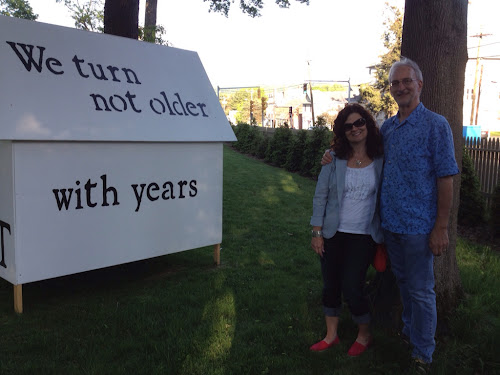 We turn
not older
with years
T